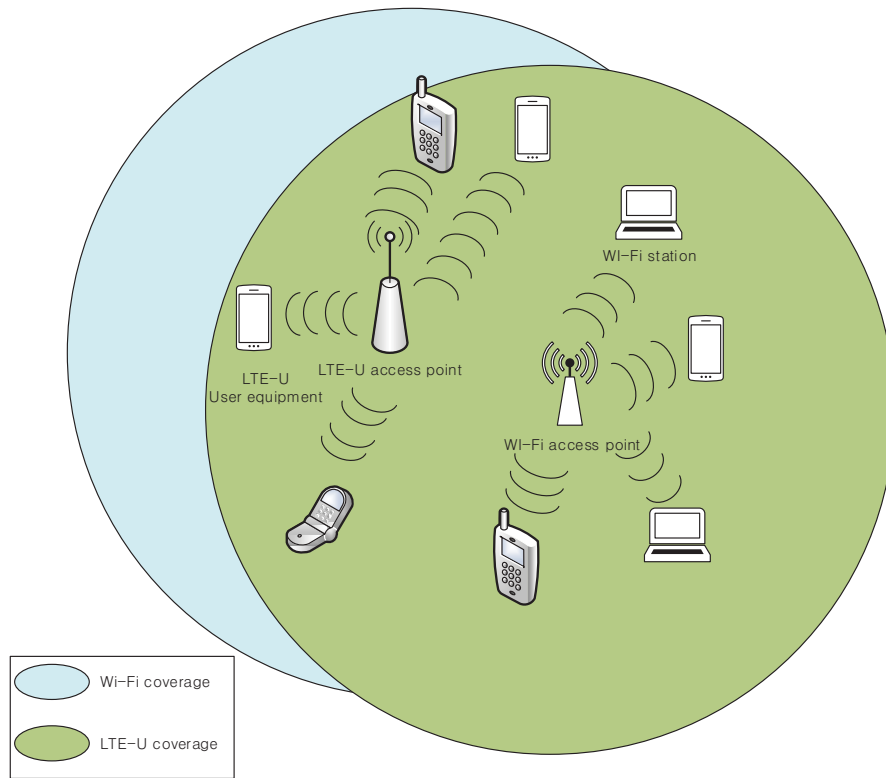 WI-Fi station
LTE-U
User equipment
LTE-U access point
WI-Fi access point
Wi-Fi coverage
LTE-U coverage